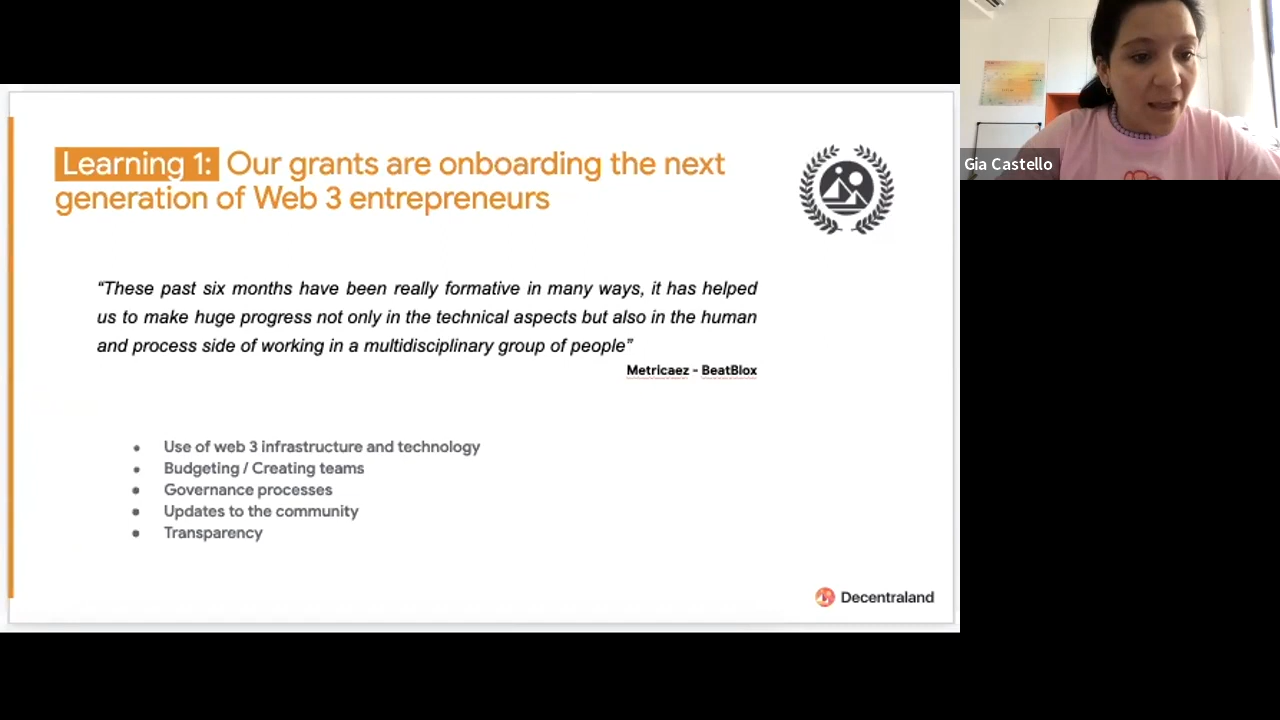 Learning 1: Our grants are onboarding the next
generation of Web 3 entrepreneurs
“These past six months have been really formative in many ways, it has helped
us to make huge progress not only in the technical aspects but also in the human
and process side of working in a multidisciplinary group of people”
Metricaez - BeatBlox
● Use of web 3 infrastructure and technology
● Budgeting / Creating teams
● Governance processes
● Updates to the community
● Transparency
Decentraland
Gia Castello